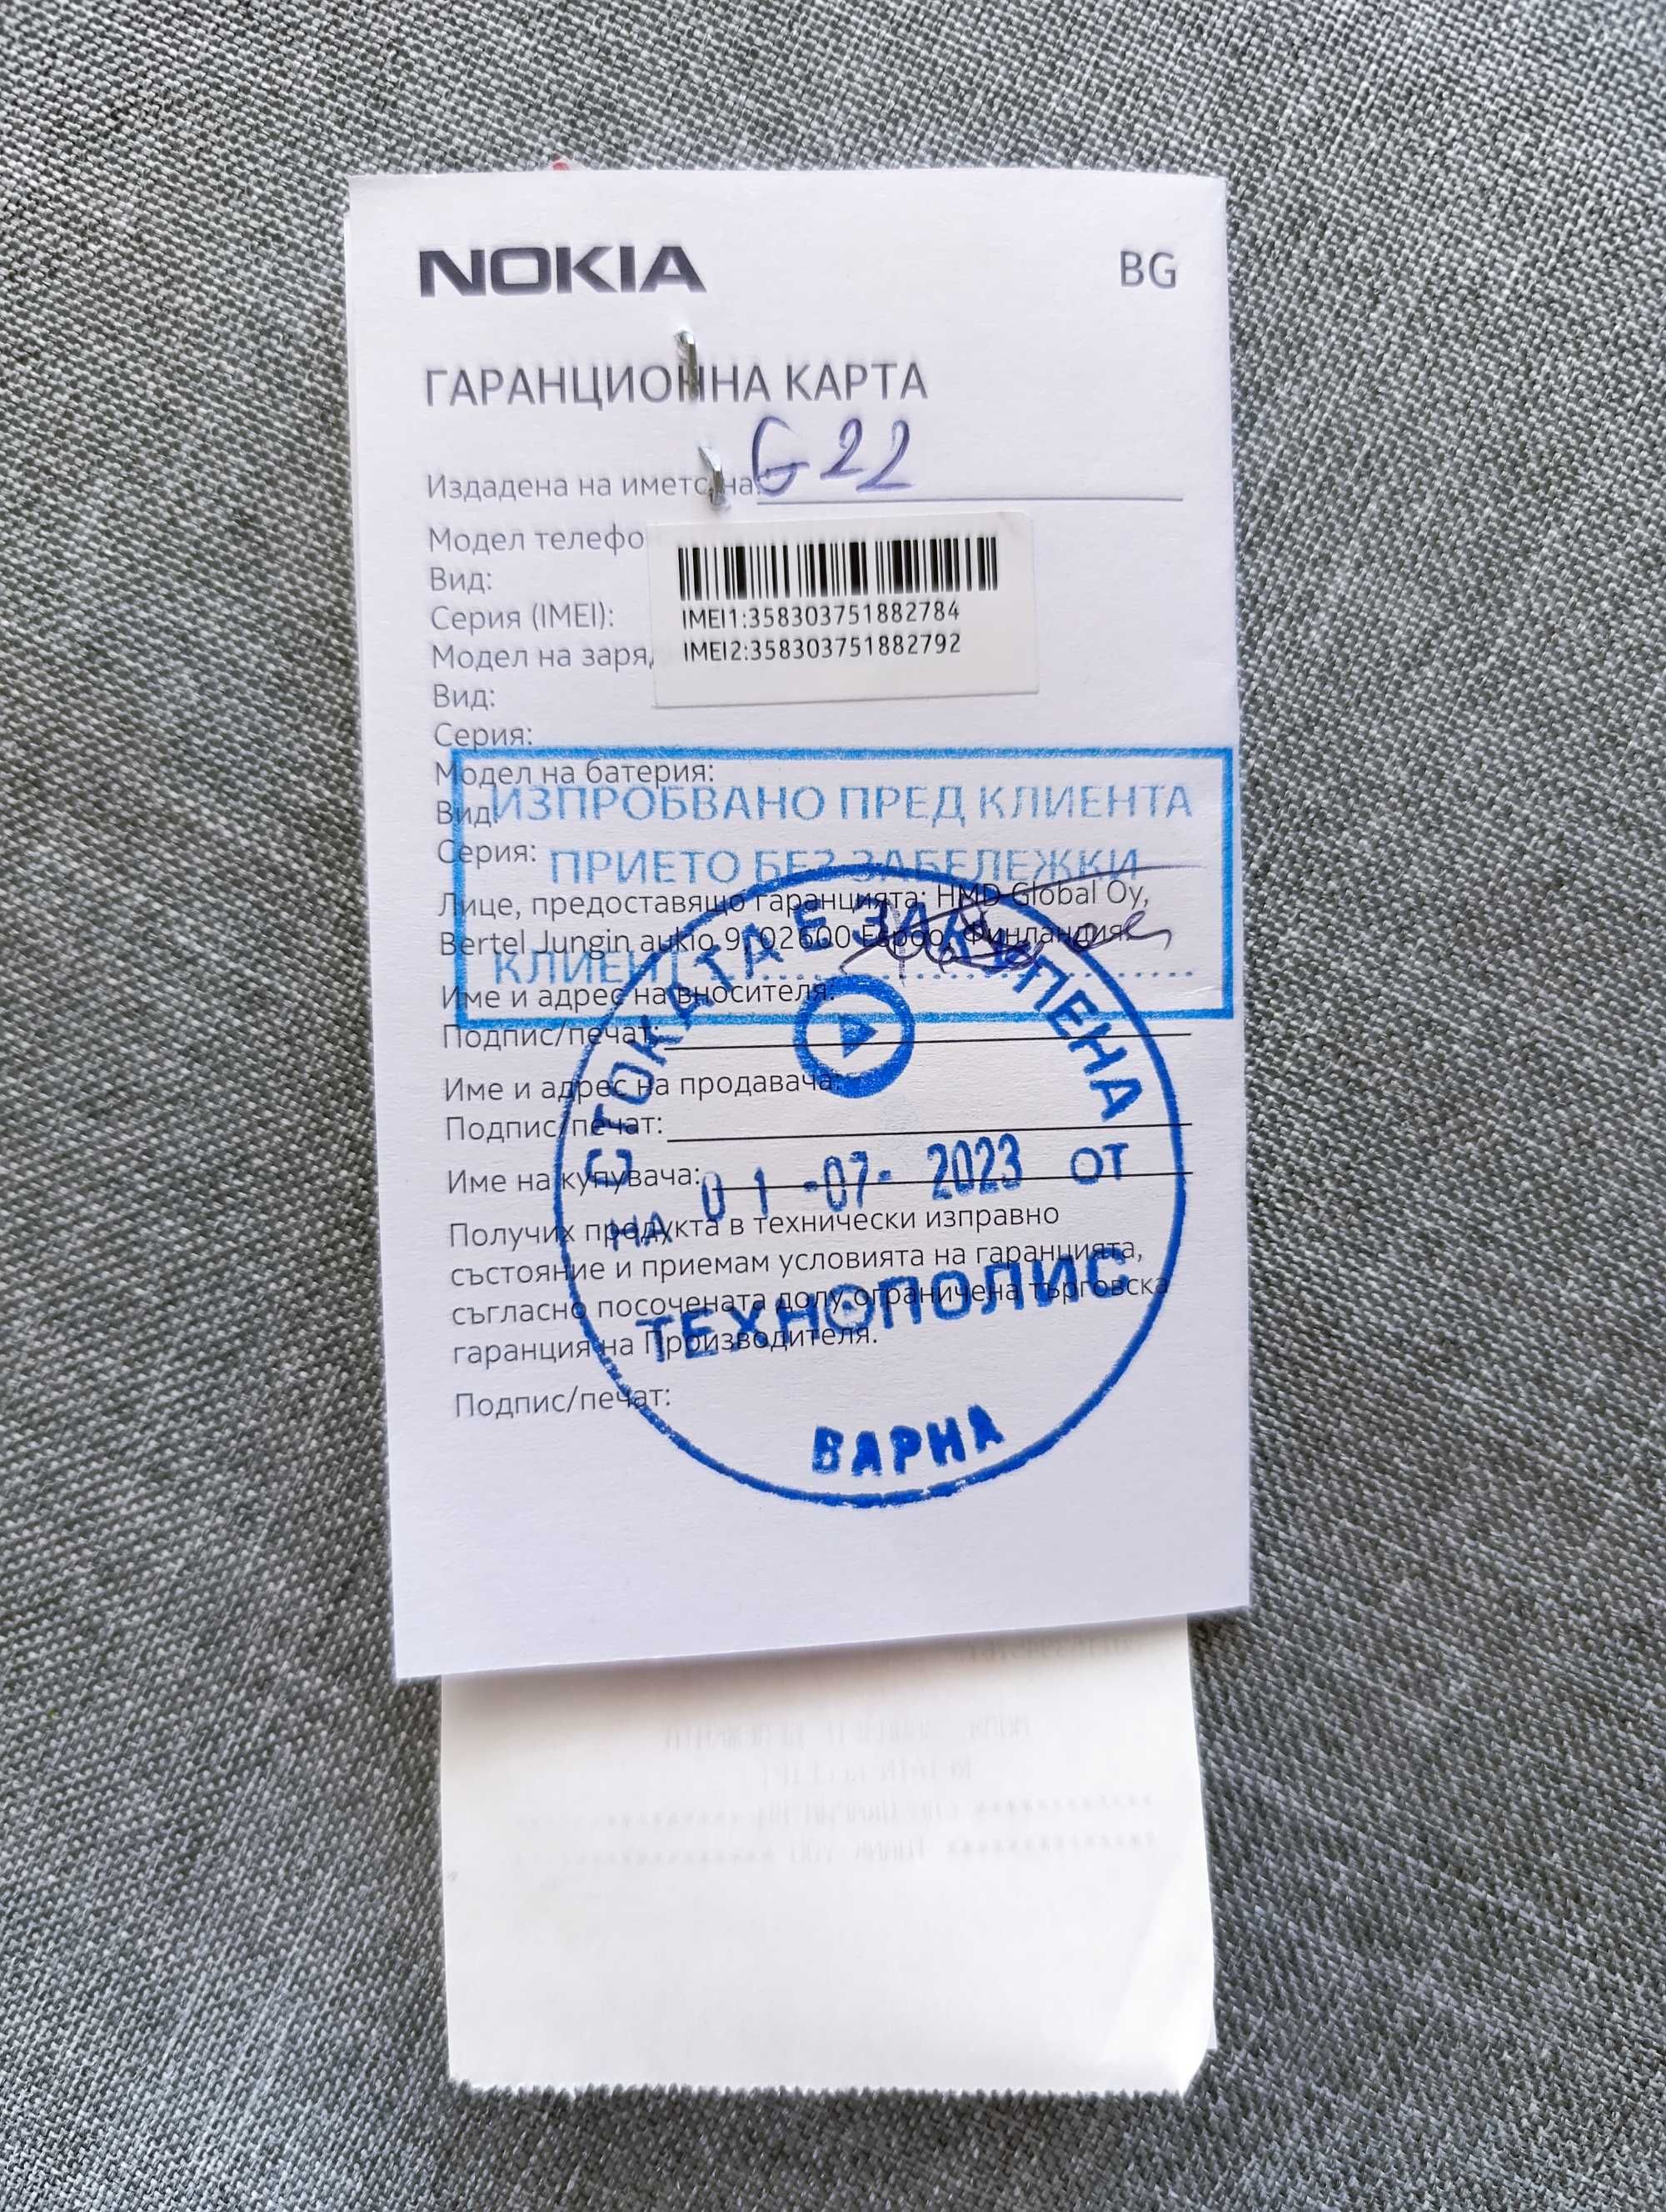 NOKIA BG
ГАРАНЦИОННА КАРТА
Издадена на името на: G22
Модел телефо
Вид:
Серия (IMEI):
IMEI1:358303751882784
IMEI2:358303751882792
Модел на заря
Вид:
Серия:
Модел на батерия:
Вид:
Серия:
ИЗПРОБВАНО ПРЕД КЛИЕНТА
ПРИЕТО БЕЗ ЗАБЕЛЕЖКИ
КЛИЕНТ
Лице, предоставящо гаранцията: HMD Global Oy,
Bertel Jungin aukio 9, 02600 Espoo, Финландия.
Име и адрес на вносителя:
Подпис/печат:
Име и адрес на продавача:
Подпис/печат:
Име на купувача:
Получих продукта в технически изправно
състояние и приемам условията на гаранцията,
съгласно посочената долу ограничена търговска
гаранция на Производителя.
Подпис/печат:
СТОКАТА Е ЗАКУПЕНА
НА 01 -07- 2023 ОТ
ТЕХНОПОЛИС
ВАРНА